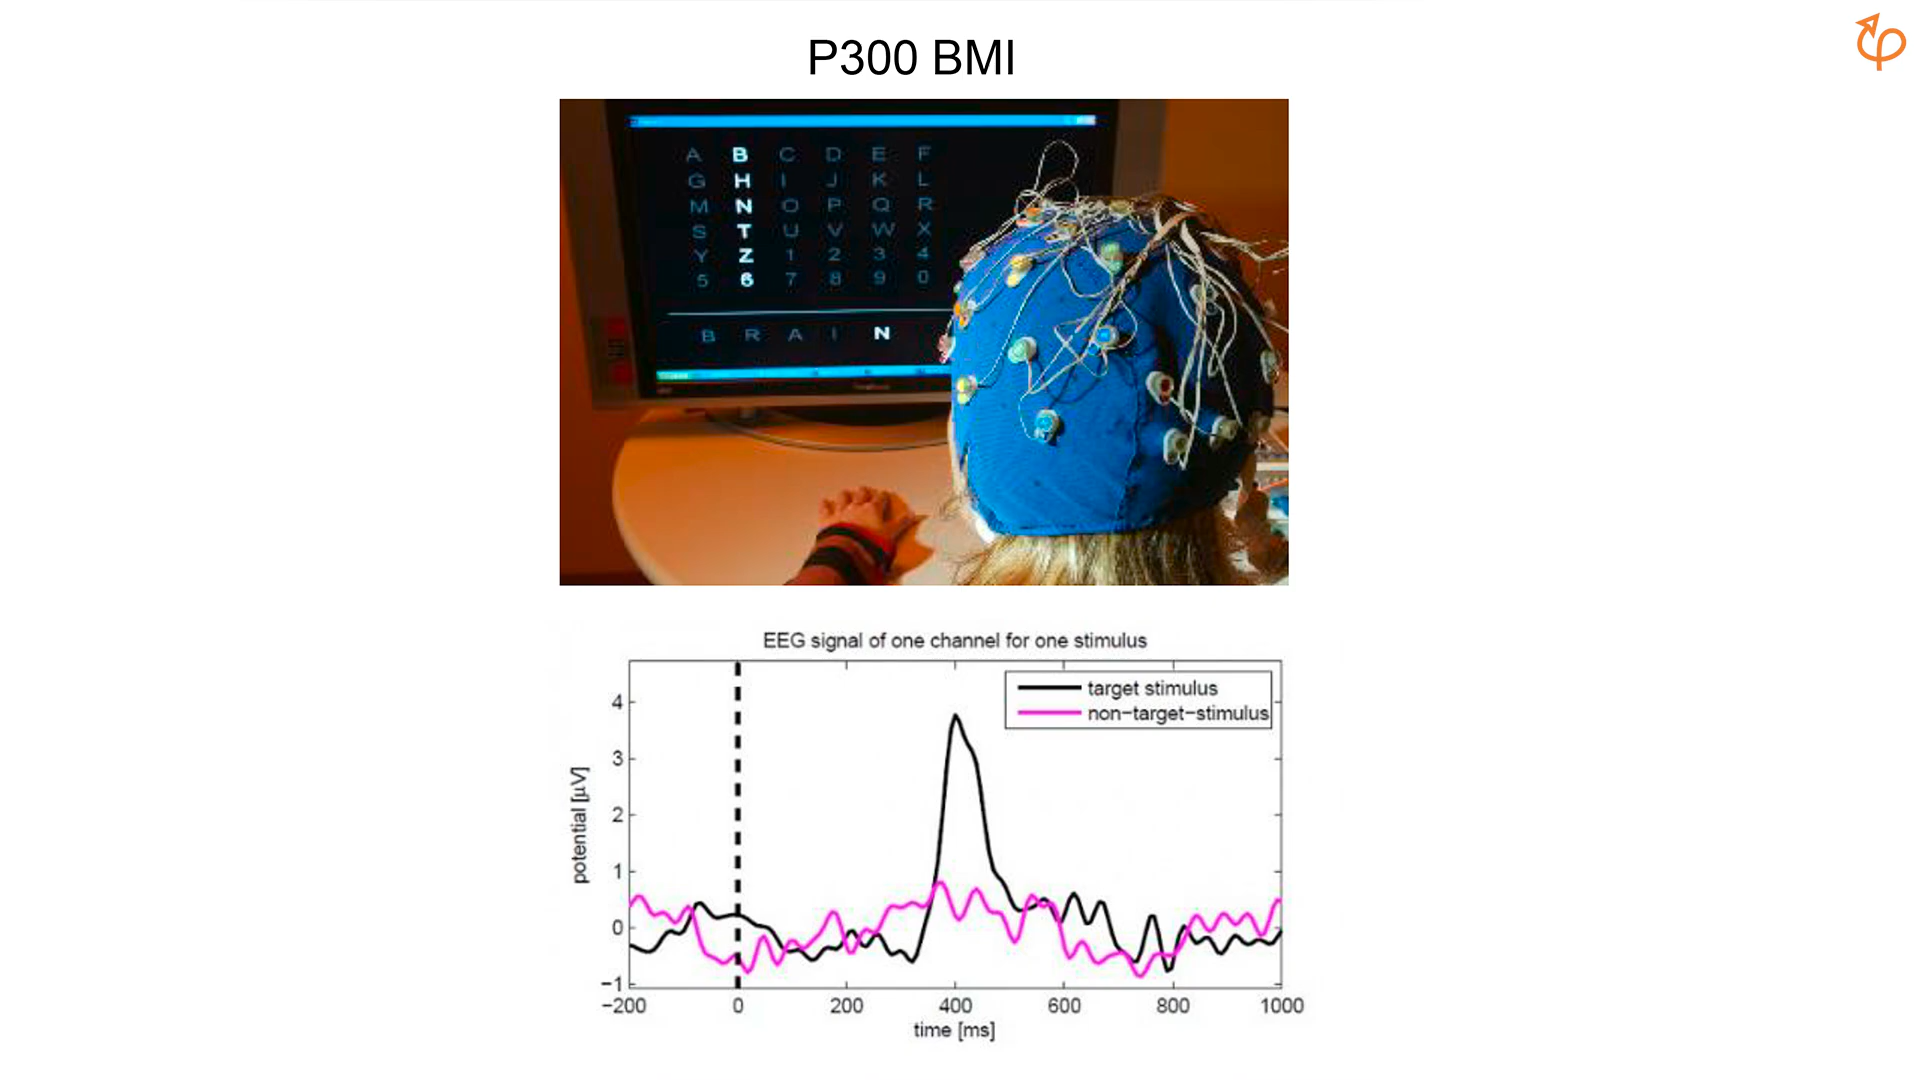 P300 BMI
A B C D E F
G H I J K L
M N O P Q R
S T U V W X
Y Z 1 2 3 4
5 6 7 8 9 0
B R A I N
EEG signal of one channel for one stimulus
target stimulus
non-target-stimulus
potential [µV]
4
3
2
1
0
-1
-200 0 200 400 600 800 1000
time [ms]